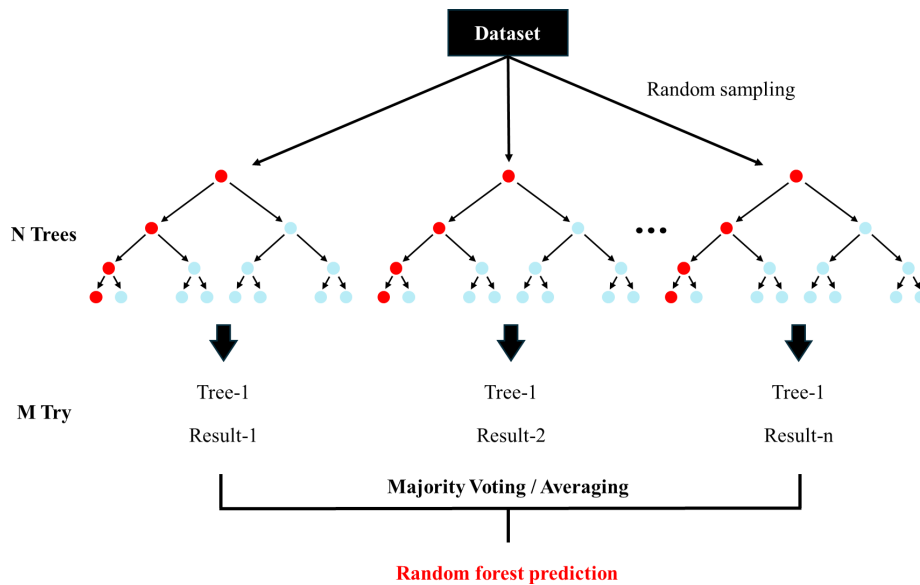 Dataset
Random sampling
N Trees
...
M Try
Tree-1
Tree-1
Tree-1
Result-1
Result-2
Result-n
Majority Voting / Averaging
Random forest prediction